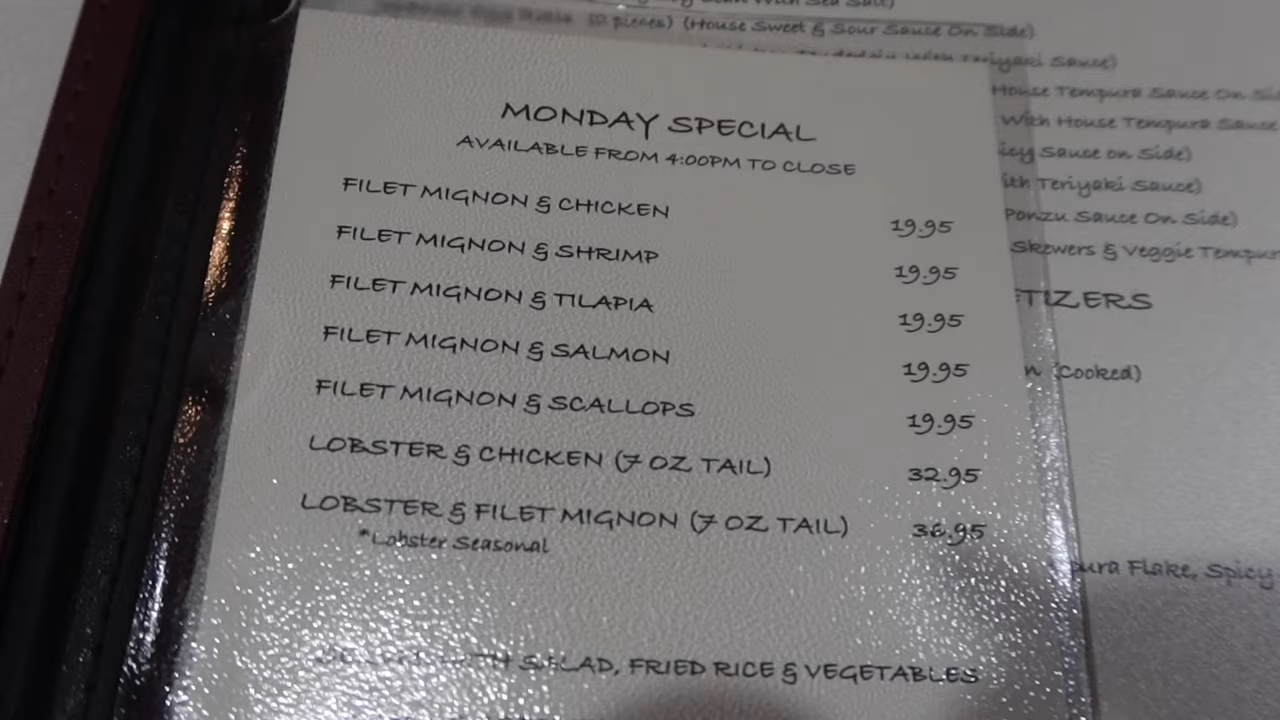 (House Sweet & Sour Sauce On Side)
Teriyaki Sauce)
House Tempura Sauce On
With House Tempura Sauce
Sauce on Side)
Teriyaki Sauce)
Ponzu Sauce On Side)
Skewers & Veggie
(Cooked)
Flake, Spicy
MONDAY SPECIAL
AVAILABLE FROM 4:00PM TO CLOSE
FILET MIGNON & CHICKEN 19.95
FILET MIGNON & SHRIMP 19.95
FILET MIGNON & TILAPIA 19.95
FILET MIGNON & SALMON 19.95
FILET MIGNON & SCALLOPS 19.95
LOBSTER & CHICKEN (7 OZ TAIL) 32.95
LOBSTER & FILET MIGNON (7 OZ TAIL) 36.95
*Lobster Seasonal
SALAD, FRIED RICE & VEGETABLES